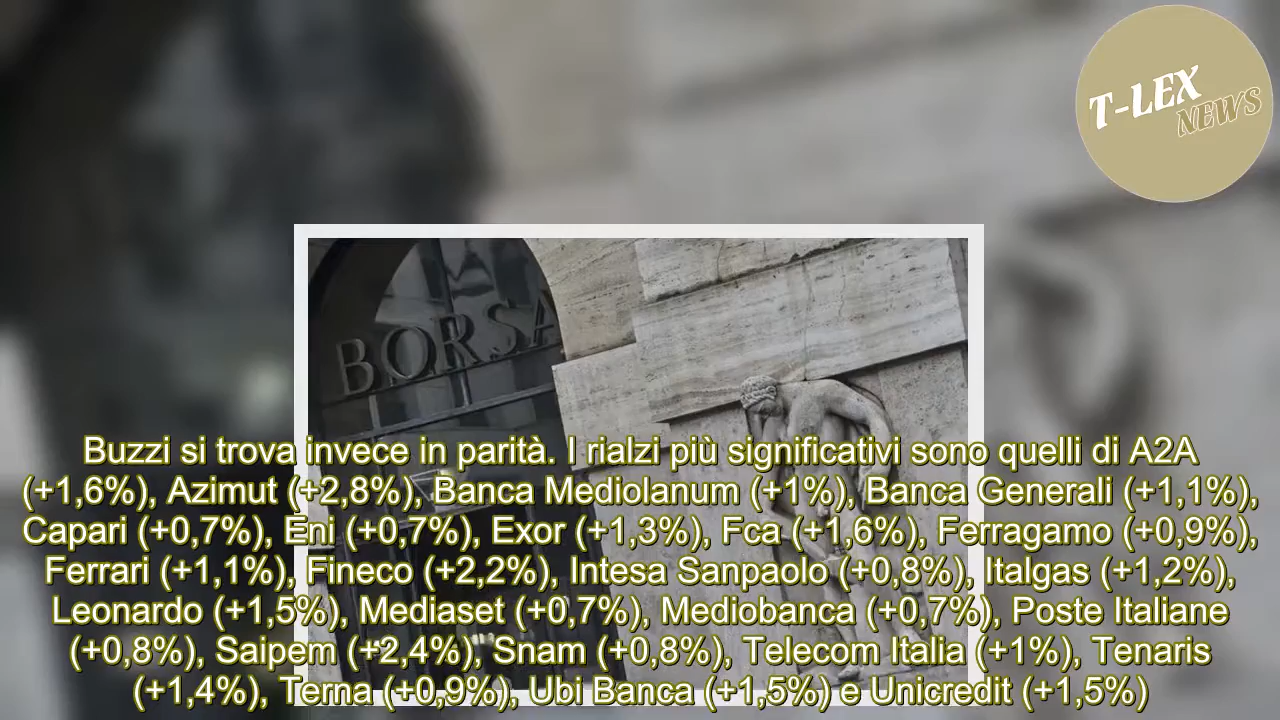 T-LEX
NEWS
BORSA
Buzzi si trova invece in parità. I rialzi più significativi sono quelli di A2A
(+1,6%), Azimut (+2,8%), Banca Mediolanum (+1%), Banca Generali (+1,1%),
Capari (+0,7%), Eni (+0,7%), Exor (+1,3%), Fca (+1,6%), Ferragamo (+0,9%),
Ferrari (+1,1%), Fineco (+2,2%), Intesa Sanpaolo (+0,8%), Italgas (+1,2%),
Leonardo (+1,5%), Mediaset (+0,7%), Mediobanca (+0,7%), Poste Italiane
(+0,8%), Saipem (+2,4%), Snam (+0,8%), Telecom Italia (+1%), Tenaris
(+1,4%), Terna (+0,9%), Ubi Banca (+1,5%) e Unicredit (+1,5%)